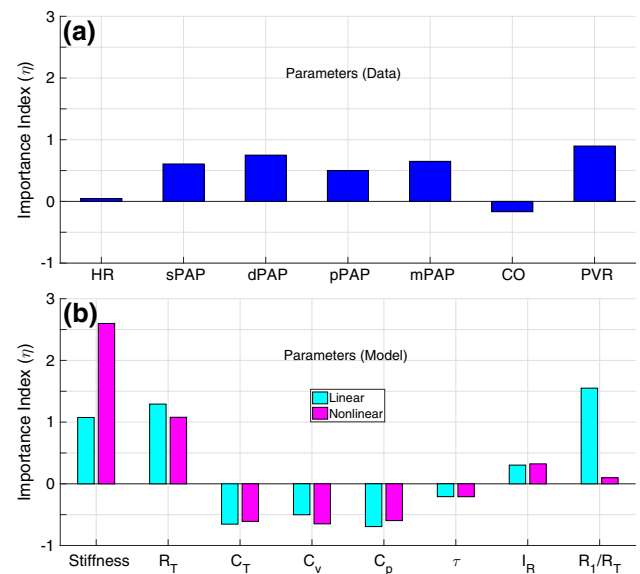 (a)
Parameters (Data)
Importance Index (η)
3
2
1
0
-1
HR sPAP dPAP pPAP mPAP CO PVR
(b)
Parameters (Model)
Linear
Nonlinear
Importance Index (η)
3
2
1
0
-1
Stiffness R_T C_T C_v C_p τ I_R R_1/R_T